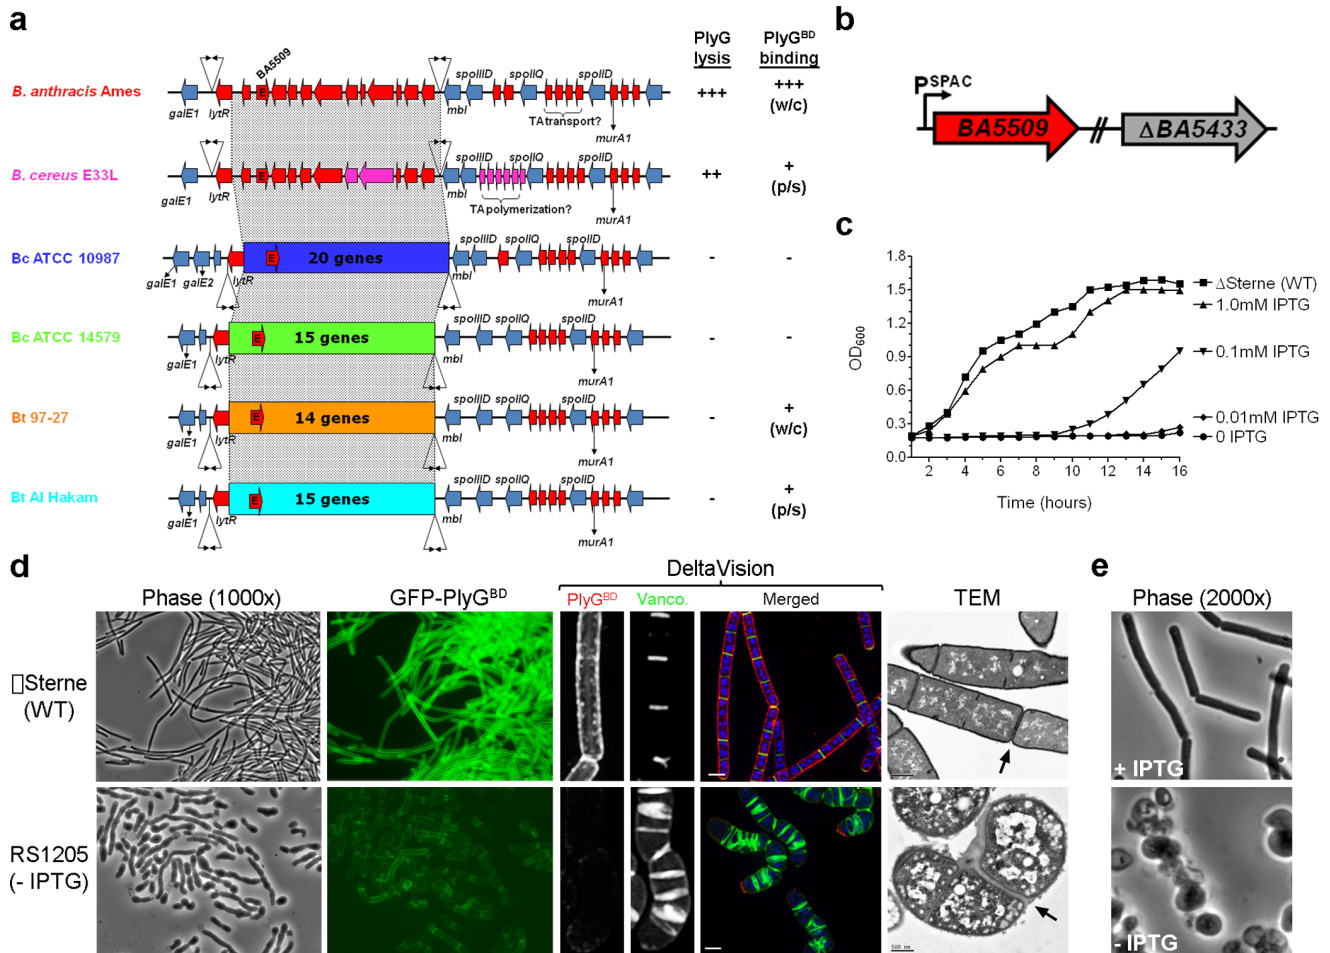 a
PlyG
lysis
PlyG^BD
binding
BA5509
B. anthracis Ames
E
galE1
lytR
mbl
spoIIID
spoIIQ
spoIID
TA transport?
murA1
+++
+++
(w/c)
B. cereus E33L
E
galE1
lytR
mbl
spoIIID
spoIIQ
spoIID
TA polymerization?
murA1
++
+
(p/s)
Bc ATCC 10987
E
20 genes
galE1
galE2
lytR
mbl
spoIIID
spoIIQ
spoIID
murA1
-
-
Bc ATCC 14579
E
15 genes
galE1
lytR
mbl
spoIIID
spoIIQ
spoIID
murA1
-
-
Bt 97-27
E
14 genes
galE1
lytR
mbl
spoIIID
spoIIQ
spoIID
murA1
-
+
(w/c)
Bt Al Hakam
E
15 genes
galE1
lytR
mbl
spoIIID
spoIIQ
spoIID
murA1
-
+
(p/s)
b
P^SPAC
BA5509
ΔBA5433
c
OD600
1.8
1.5
1.2
0.9
0.6
0.3
0.0
2 4 6 8 10 12 14 16
Time (hours)
ΔSterne (WT)
1.0mM IPTG
0.1mM IPTG
0.01mM IPTG
0 IPTG
d
DeltaVision
Phase (1000x)
GFP-PlyG^BD
PlyG^BD
Vanco.
Merged
TEM
□Sterne
(WT)
500 nm
RS1205
(- IPTG)
500 nm
e
Phase (2000x)
+ IPTG
- IPTG